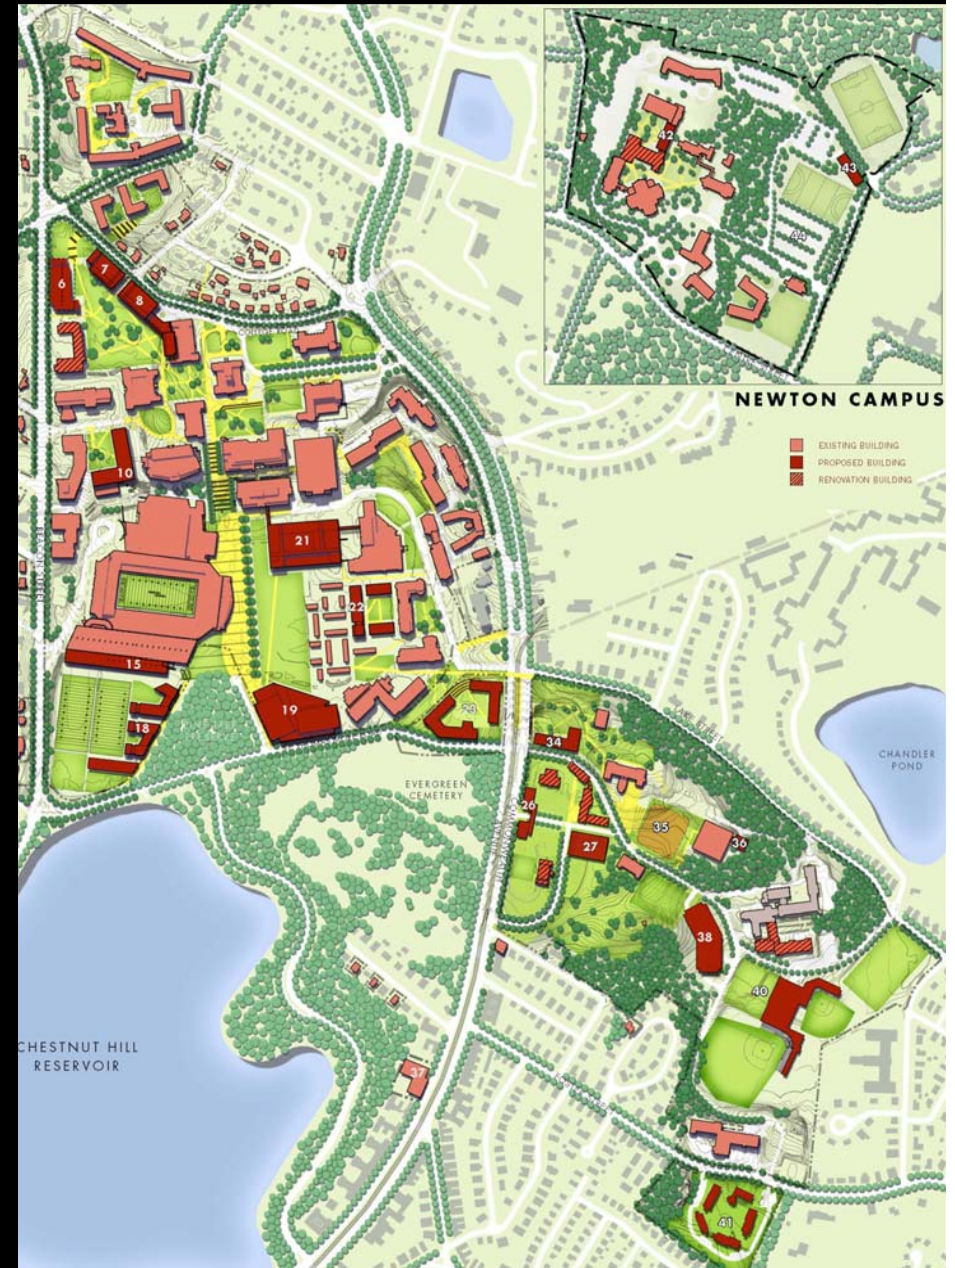 42
43
44
NEWTON CAMPUS
EXISTING BUILDING
PROPOSED BUILDING
RENOVATION BUILDING
6
7
8
10
21
22
15
18
19
23
34
26
27
35
36
38
40
37
41
EVERGREEN
CEMETERY
CHANDLER
POND
CHESTNUT HILL
RESERVOIR